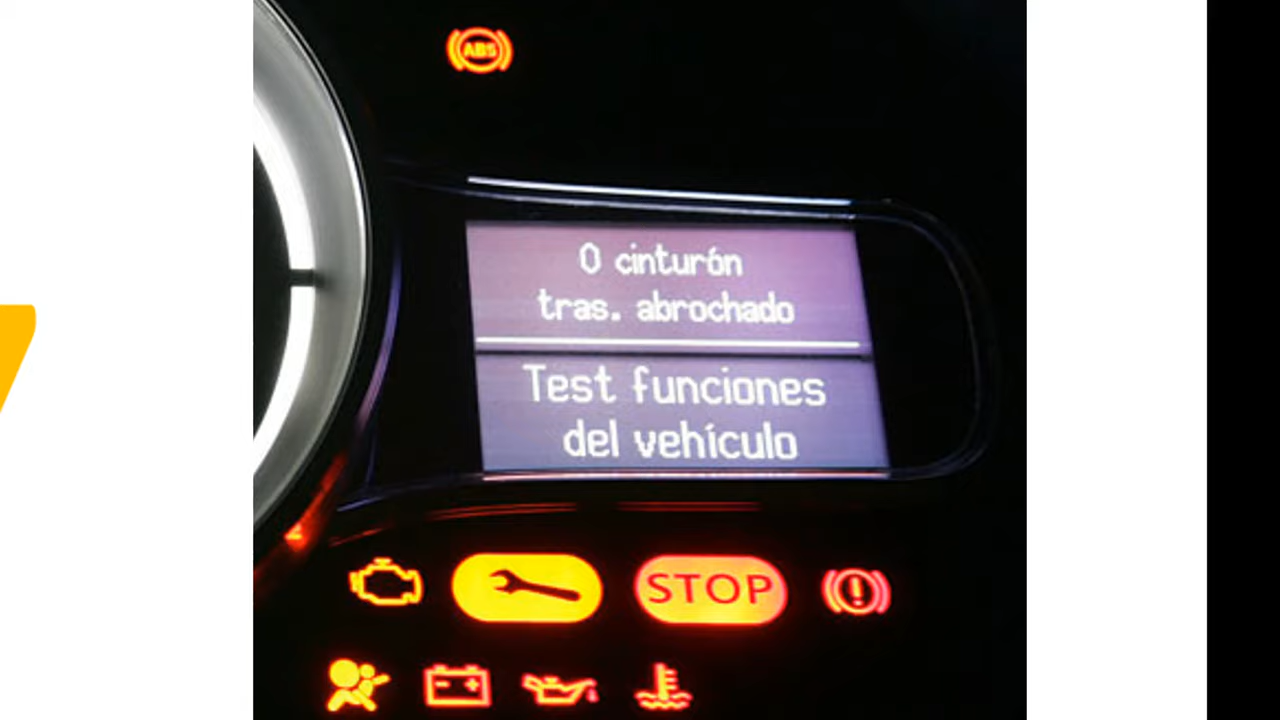 ABS
0 cinturón
tras. abrochado
Test funciones
del vehículo
STOP